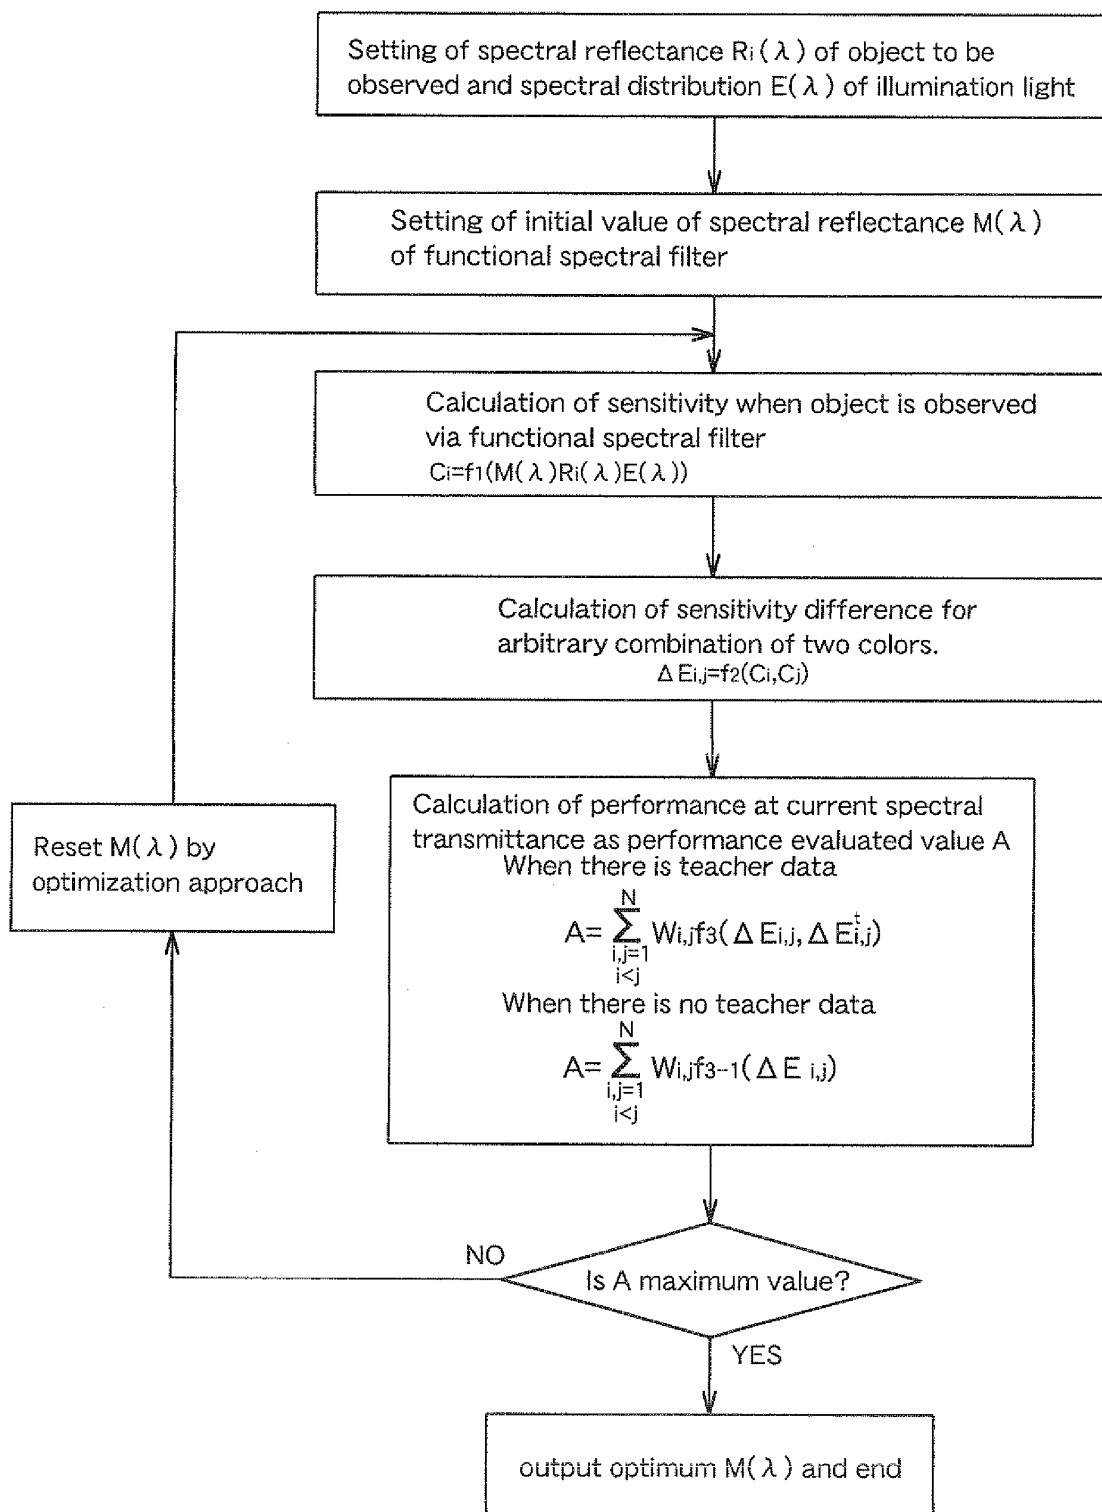 Setting of spectral reflectance Ri(λ) of object to be
observed and spectral distribution E(λ) of illumination light
Setting of initial value of spectral reflectance M(λ)
of functional spectral filter
Calculation of sensitivity when object is observed
via functional spectral filter
Ci=f1(M(λ)Ri(λ)E(λ))
Calculation of sensitivity difference for
arbitrary combination of two colors.
ΔEi,j=f2(Ci,Cj)
Calculation of performance at current spectral
transmittance as performance evaluated value A
When there is teacher data
N
A=∑Wi,jf3(ΔEi,j,ΔE^t i,j)
i,j=1
i<j
When there is no teacher data
N
A=∑Wi,jf3-1(ΔE i,j)
i,j=1
i<j
Reset M(λ) by
optimization approach
NO
Is A maximum value?
YES
output optimum M(λ) and end